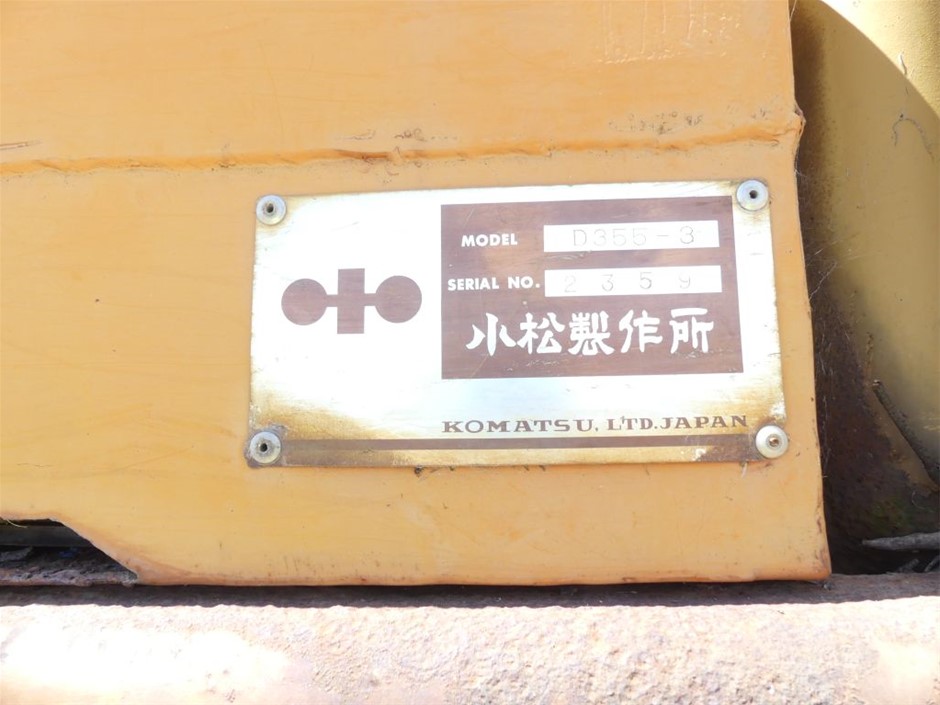 MODEL D355-3
SERIAL NO. 2359
小松製作所
KOMATSU, LTD. JAPAN